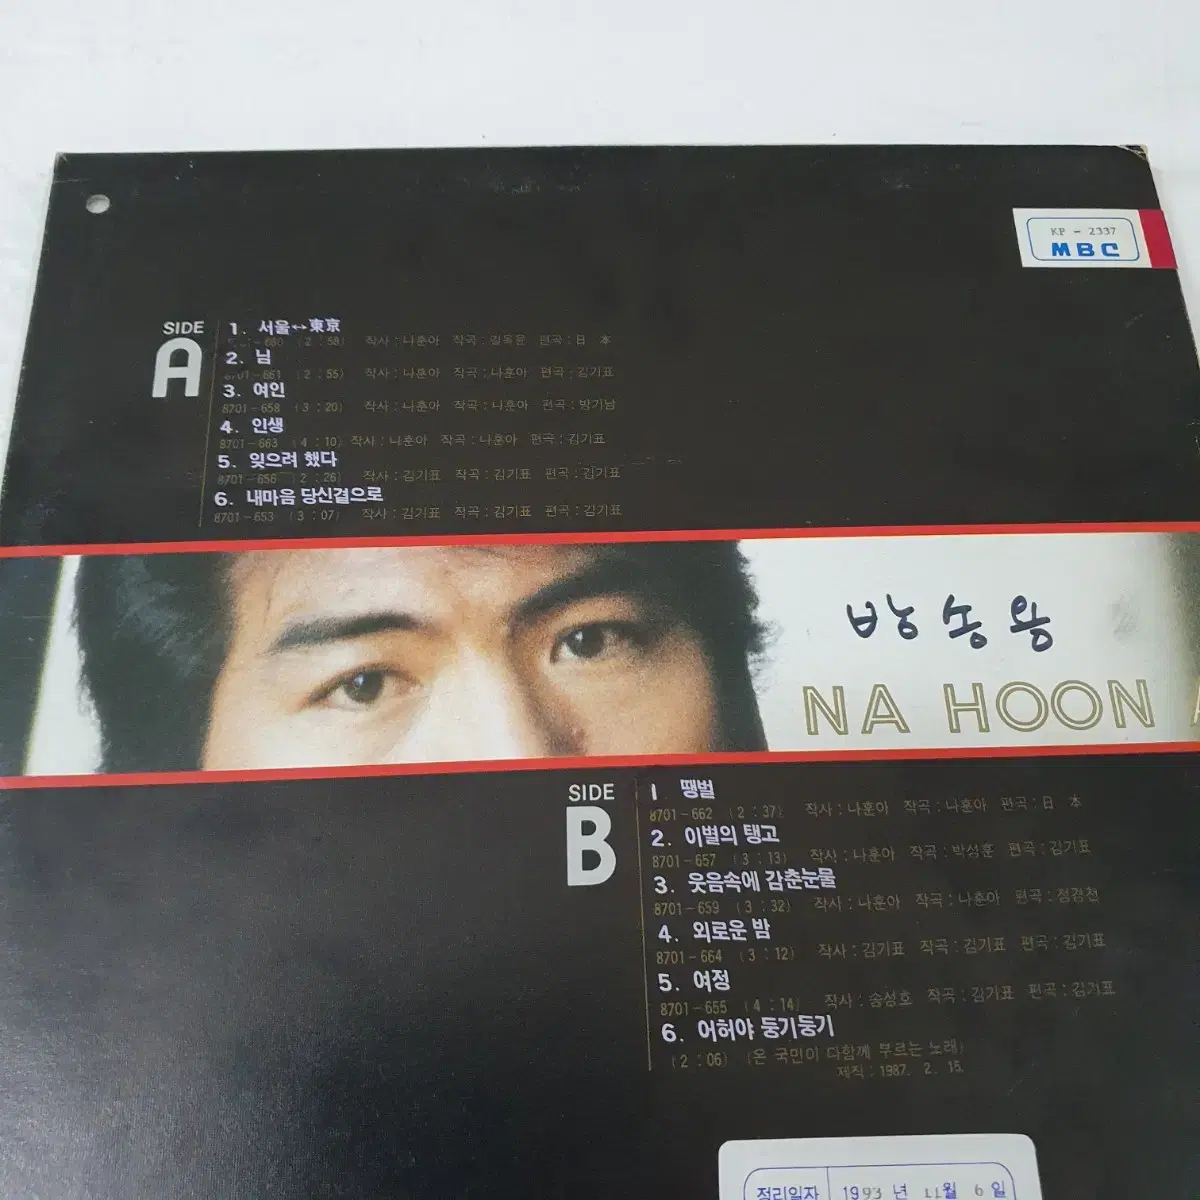 KP - 2337
MBC
SIDE
A
1. 서울↔東京
(2:58) 작사:나훈아 작곡:길옥윤 편곡:日 本
2. 님
8701-661 (2:55) 작사:나훈아 작곡:나훈아 편곡:김기표
3. 여인
8701-658 (3:20) 작사:나훈아 작곡:나훈아 편곡:방기남
4. 인생
8701-663 (4:10) 작사:나훈아 작곡:나훈아 편곡:김기표
5. 잊으려 했다
8701-656 (2:26) 작사:김기표 작곡:김기표 편곡:김기표
6. 내마음 당신곁으로
8701-653 (3:07) 작사:김기표 작곡:김기표 편곡:김기표
방송용
NA HOON
SIDE
B
1 땡벌
8701-662 (2:37) 작사:나훈아 작곡:나훈아 편곡:日 本
2. 이별의 탱고
8701-657 (3:13) 작사:나훈아 작곡:박성훈 편곡:김기표
3. 웃음속에 감춘눈물
8701-659 (3:32) 작사:나훈아 작곡:나훈아 편곡:정경천
4. 외로운 밤
8701-664 (3:12) 작사:김기표 작곡:김기표 편곡:김기표
5. 여정
8701-655 (4:14) 작사:송성호 작곡:김기표 편곡:김기표
6. 어허야 둥기둥기
(2:06) (온 국민이 다함께 부르는 노래)
제작:1987. 2. 15.
정리일자 1993 년 11월 6일